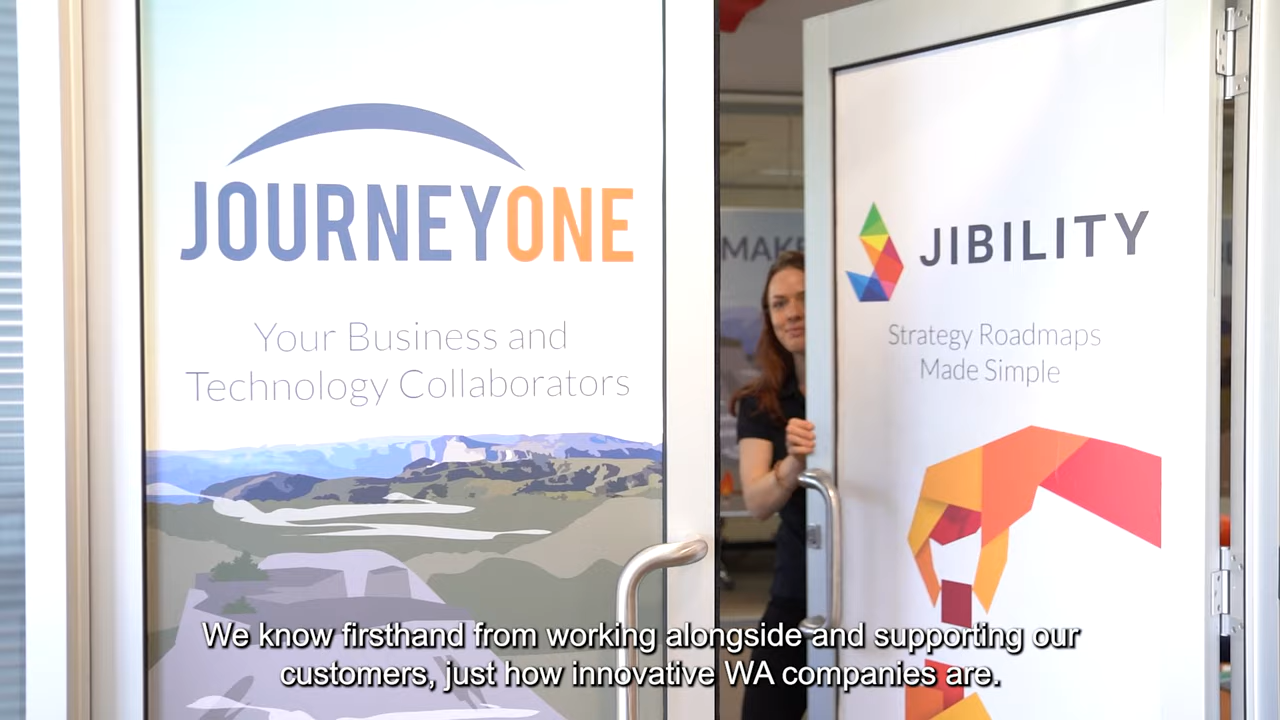 JOURNEYONE
Your Business and
Technology Collaborators
MAKE
JIBILITY
Strategy Roadmaps
Made Simple
We know firsthand from working alongside and supporting our
customers, just how innovative WA companies are.